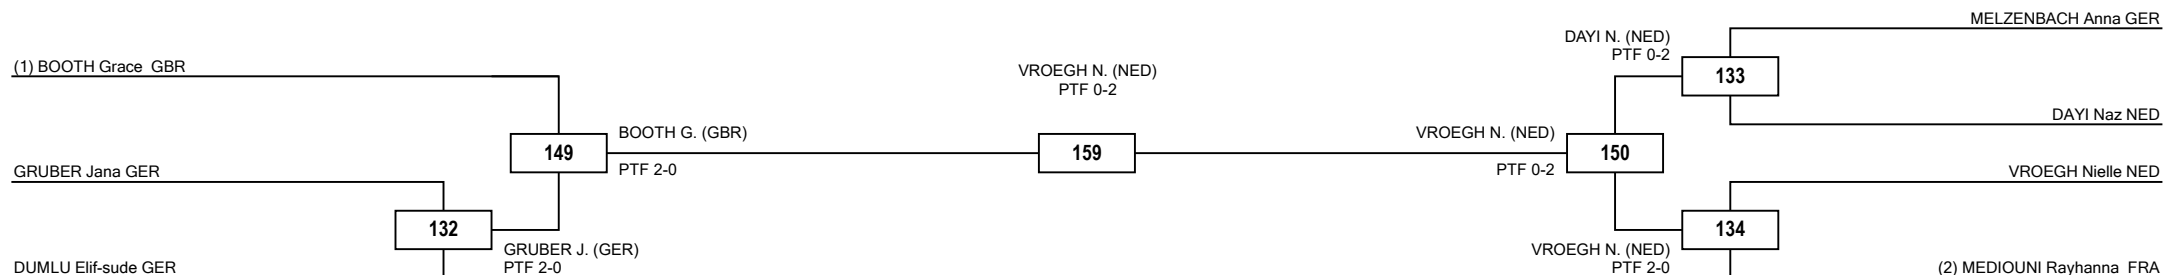 MELZENBACH Anna GER
DAYI N. (NED)
PTF 0-2
(1) BOOTH Grace GBR
VROEGH N. (NED)
PTF 0-2
133
DAYI Naz NED
BOOTH G. (GBR)
VROEGH N. (NED)
149
159
150
PTF 2-0
PTF 0-2
GRUBER Jana GER
VROEGH Nielle NED
132
134
GRUBER J. (GER)
PTF 2-0
VROEGH N. (NED)
PTF 2-0
DUMLU Elif-sude GER
(2) MEDIOUNI Rayhanna FRA